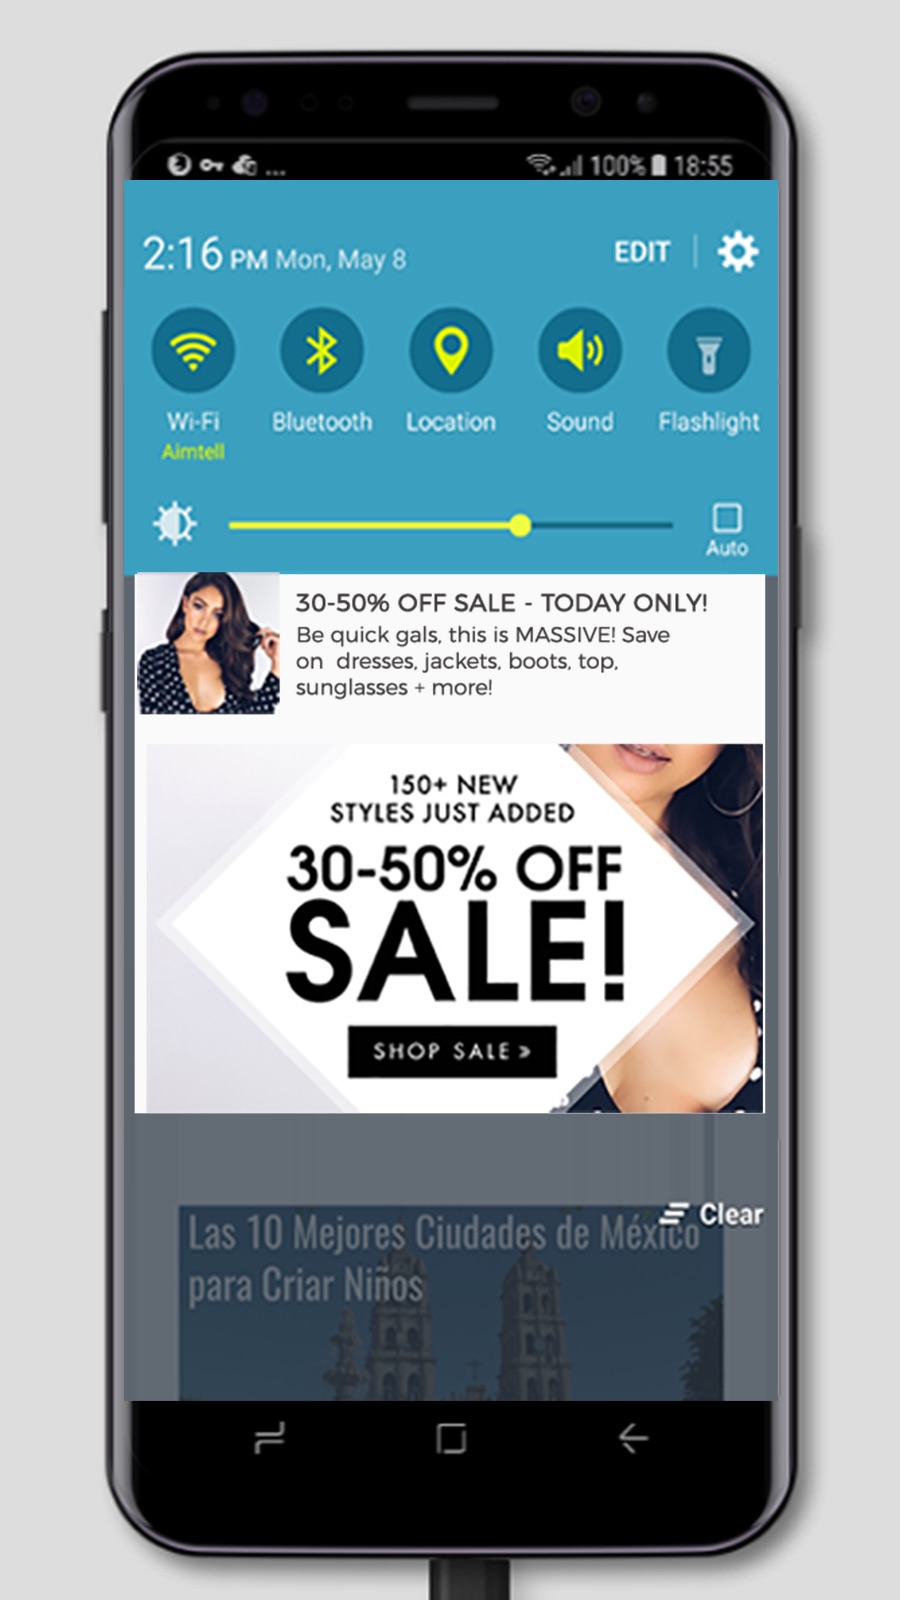 ... 100% 18:55
2:16 PM Mon, May 8 EDIT
Wi-Fi Bluetooth Location Sound Flashlight
Aimtell
Auto
30-50% OFF SALE - TODAY ONLY!
Be quick gals, this is MASSIVE! Save
on dresses, jackets, boots, top,
sunglasses + more!
150+ NEW
STYLES JUST ADDED
30-50% OFF
SALE!
SHOP SALE »
Clear
Las 10 Mejores Ciudades de México
para Criar Niños